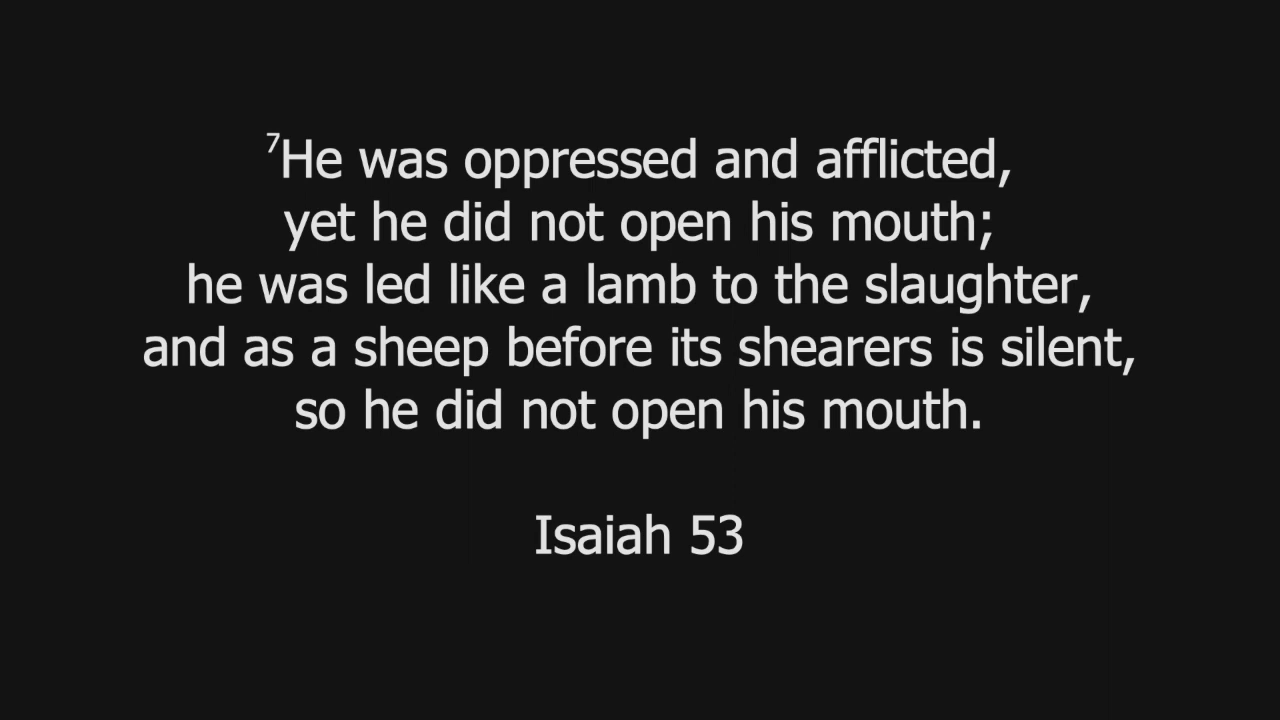 ⁷He was oppressed and afflicted,
yet he did not open his mouth;
he was led like a lamb to the slaughter,
and as a sheep before its shearers is silent,
so he did not open his mouth.
Isaiah 53